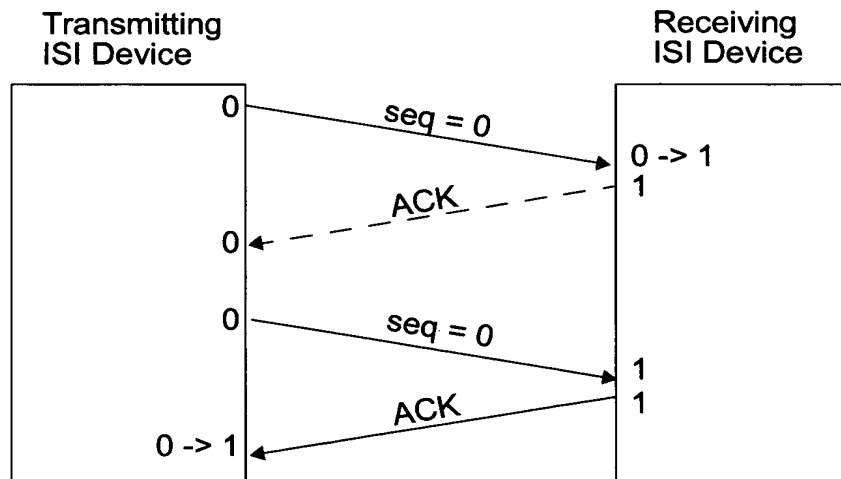 Transmitting
ISI Device
Receiving
ISI Device
0
seq = 0
0 -> 1
1
ACK
0
0
seq = 0
1
1
ACK
0 -> 1